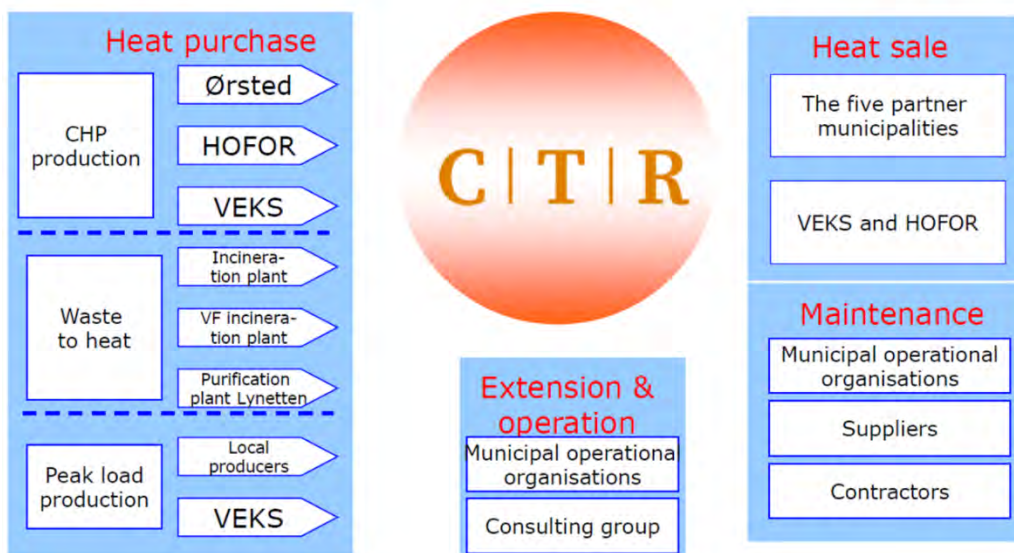 Heat purchase
CHP
production
Ørsted
HOFOR
VEKS
Waste
to heat
Incinera-
tion plant
VF incinera-
tion plant
Purification
plant Lynetten
Peak load
production
Local
producers
VEKS
C | T | R
Extension &
operation
Municipal operational
organisations
Consulting group
Heat sale
The five partner
municipalities
VEKS and HOFOR
Maintenance
Municipal operational
organisations
Suppliers
Contractors